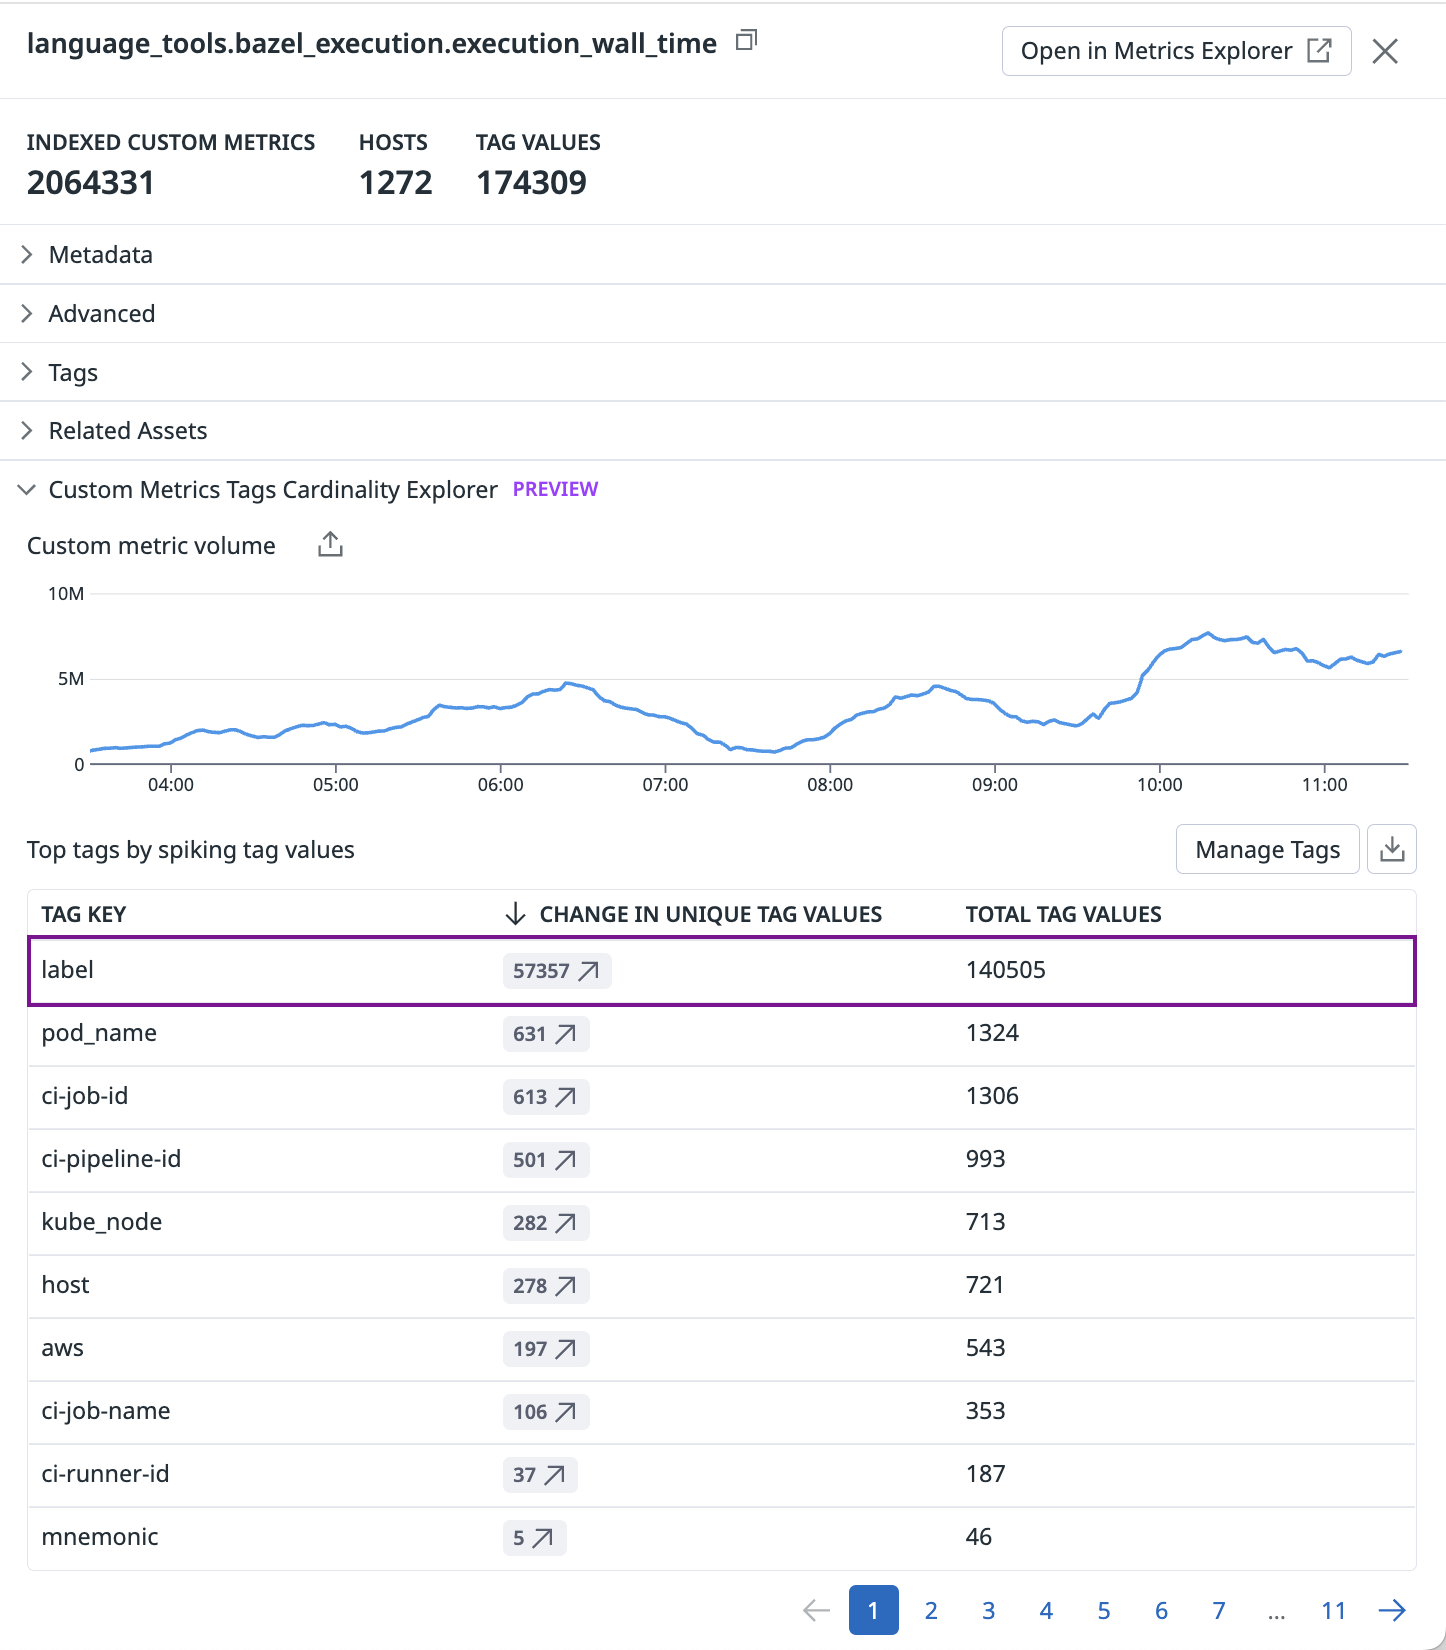 language_tools.bazel_execution.execution_wall_time
Open in Metrics Explorer
INDEXED CUSTOM METRICS HOSTS TAG VALUES
2064331 1272 174309
Metadata
Advanced
Tags
Related Assets
Custom Metrics Tags Cardinality Explorer PREVIEW
Custom metric volume
10M
5M
0
04:00 05:00 06:00 07:00 08:00 09:00 10:00 11:00
Top tags by spiking tag values Manage Tags
TAG KEY CHANGE IN UNIQUE TAG VALUES TOTAL TAG VALUES
label 57357 140505
pod_name 631 1324
ci-job-id 613 1306
ci-pipeline-id 501 993
kube_node 282 713
host 278 721
aws 197 543
ci-job-name 106 353
ci-runner-id 37 187
mnemonic 5 46
1 2 3 4 5 6 7 ... 11